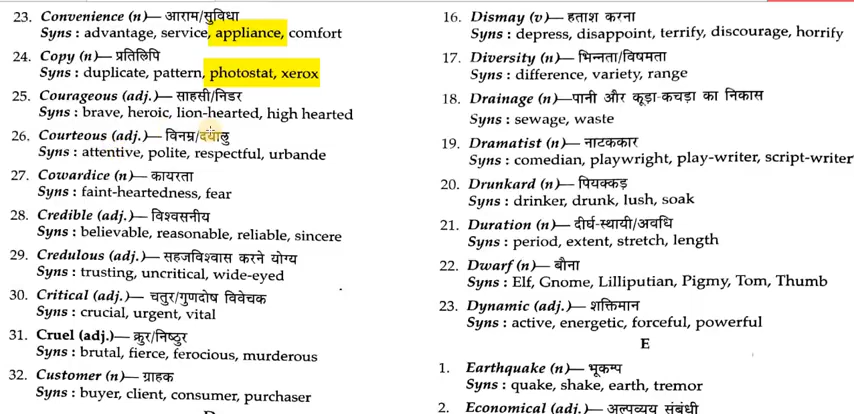 23. Convenience (n)— आराम/सुविधा
Syns : advantage, service, appliance, comfort
24. Copy (n)— प्रतिलिपि
Syns : duplicate, pattern, photostat, xerox
25. Courageous (adj.)— साहसी/निडर
Syns : brave, heroic, lion-hearted, high hearted
26. Courteous (adj.)— विनम्र/दयालु
Syns : attentive, polite, respectful, urbande
27. Cowardice (n)— कायरता
Syns : faint-heartedness, fear
28. Credible (adj.)— विश्वसनीय
Syns : believable, reasonable, reliable, sincere
29. Credulous (adj.)— सहजविश्वास करने योग्य
Syns : trusting, uncritical, wide-eyed
30. Critical (adj.)— चतुर/गुणदोष विवेचक
Syns : crucial, urgent, vital
31. Cruel (adj.)— क्रुर/निष्ठुर
Syns : brutal, fierce, ferocious, murderous
32. Customer (n)— ग्राहक
Syns : buyer, client, consumer, purchaser
16. Dismay (v)— हताश करना
Syns : depress, disappoint, terrify, discourage, horrify
17. Diversity (n)— भिन्नता/विषमता
Syns : difference, variety, range
18. Drainage (n)—पानी और कूड़ा-कचड़ा का निकास
Syns : sewage, waste
19. Dramatist (n)— नाटककार
Syns : comedian, playwright, play-writer, script-writer
20. Drunkard (n)— पियक्कड़
Syns : drinker, drunk, lush, soak
21. Duration (n)— दीर्घ-स्थायी/अवधि
Syns : period, extent, stretch, length
22. Dwarf (n)— बौना
Syns : Elf, Gnome, Lilliputian, Pigmy, Tom, Thumb
23. Dynamic (adj.)— शक्तिमान
Syns : active, energetic, forceful, powerful
E
1. Earthquake (n)— भूकम्प
Syns : quake, shake, earth, tremor
2. Economical (adj.)— अल्पव्यय संबंधी